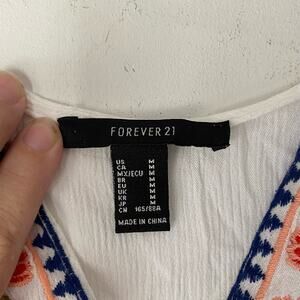 FOREVER 21
US M
CA M
MX/ECU M
BR M
EU M
UK M
KR M
JP M
CN 165/88A
MADE IN CHINA